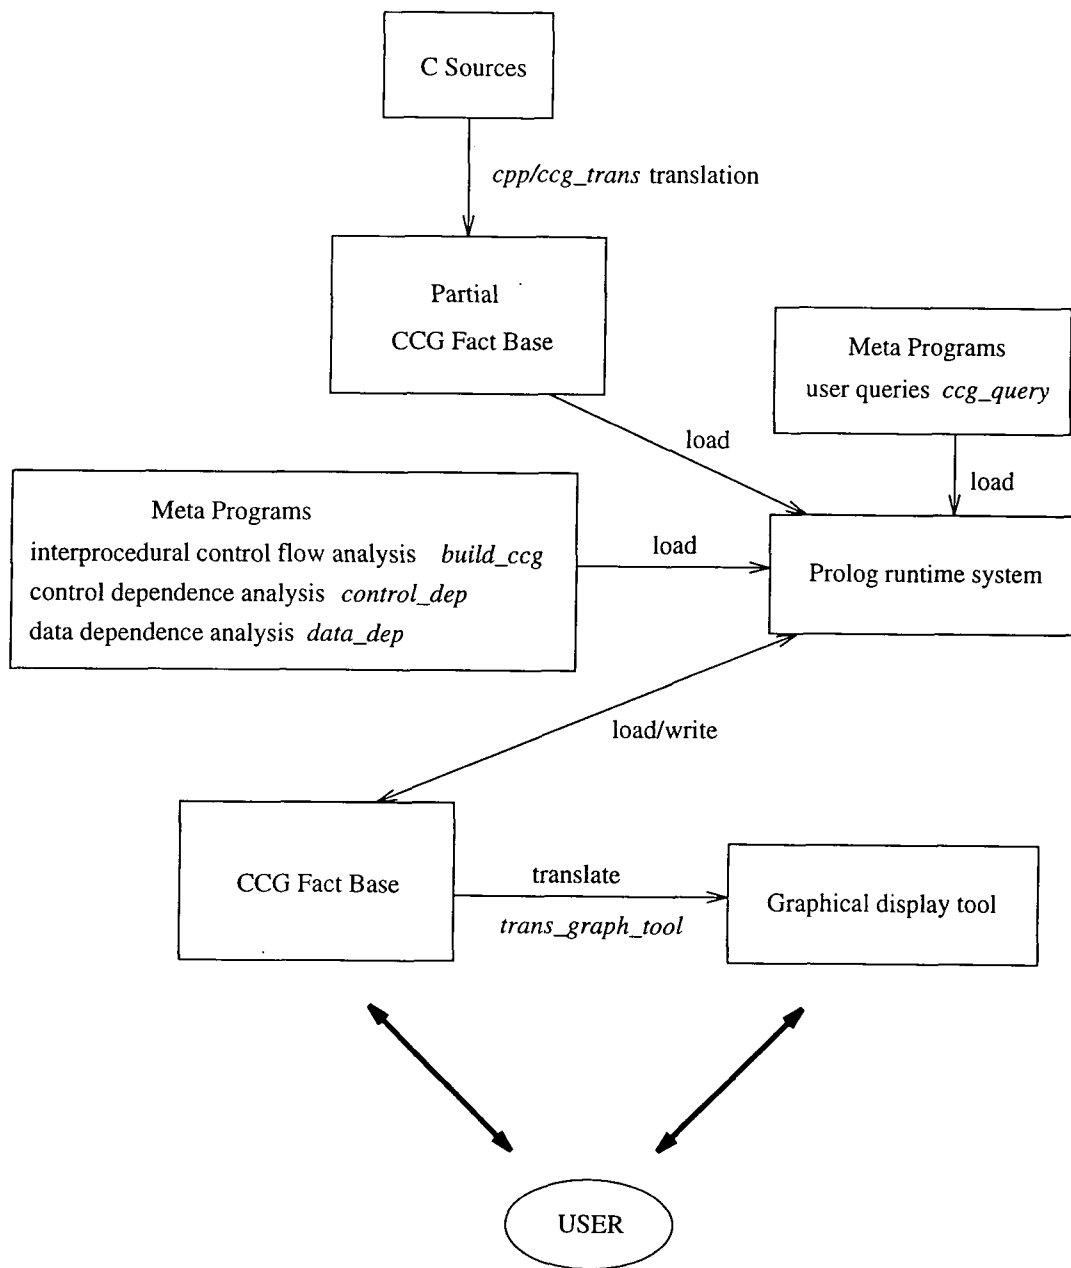 C Sources
cpp/ccg_trans translation
Partial
CCG Fact Base
Meta Programs
user queries ccg_query
load
load
Meta Programs
interprocedural control flow analysis build_ccg
control dependence analysis control_dep
data dependence analysis data_dep
load
Prolog runtime system
load/write
CCG Fact Base
translate
trans_graph_tool
Graphical display tool
USER